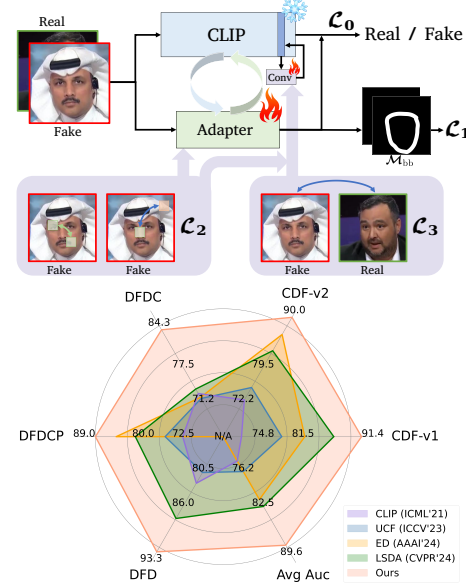 Real
Fake
CLIP
Conv
Adapter
L₀
Real / Fake
M_bb
L₁
L₂
Fake
Fake
L₃
Fake
Real
DFDC
84.3
CDF-v2
90.0
77.5
79.5
71.2
72.2
DFDCP
89.0
80.0
72.5
N/A
74.8
81.5
91.4
CDF-v1
80.5
76.2
86.0
82.5
93.3
DFD
89.6
Avg Auc
CLIP (ICML'21)
UCF (ICCV'23)
ED (AAAI'24)
LSDA (CVPR'24)
Ours